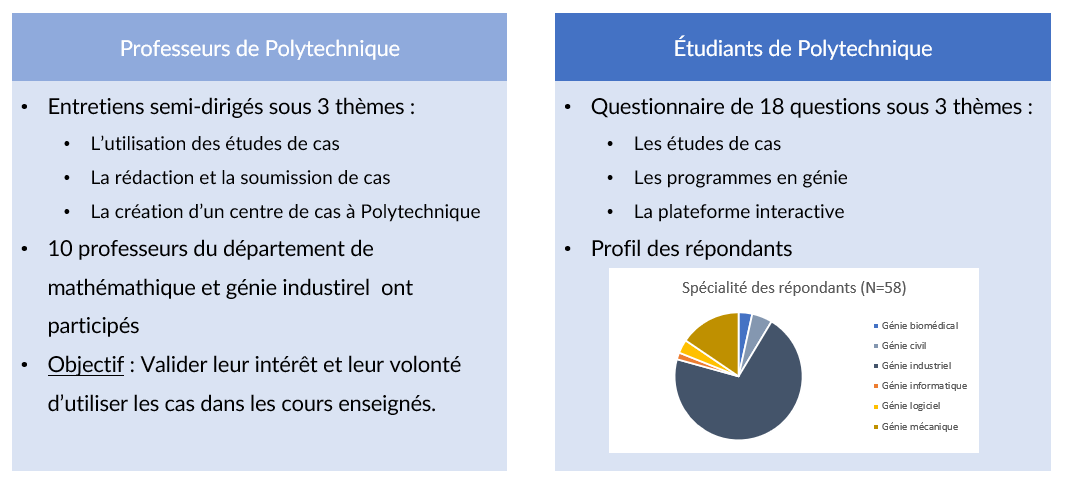 Professeurs de Polytechnique
• Entretiens semi-dirigés sous 3 thèmes :
• L’utilisation des études de cas
• La rédaction et la soumission de cas
• La création d’un centre de cas à Polytechnique
• 10 professeurs du département de
mathémathique et génie industirel ont
participés
• Objectif : Valider leur intérêt et leur volonté
d’utiliser les cas dans les cours enseignés.
Étudiants de Polytechnique
• Questionnaire de 18 questions sous 3 thèmes :
• Les études de cas
• Les programmes en génie
• La plateforme interactive
• Profil des répondants
Spécialité des répondants (N=58)
Génie biomédical
Génie civil
Génie industriel
Génie informatique
Génie logiciel
Génie mécanique